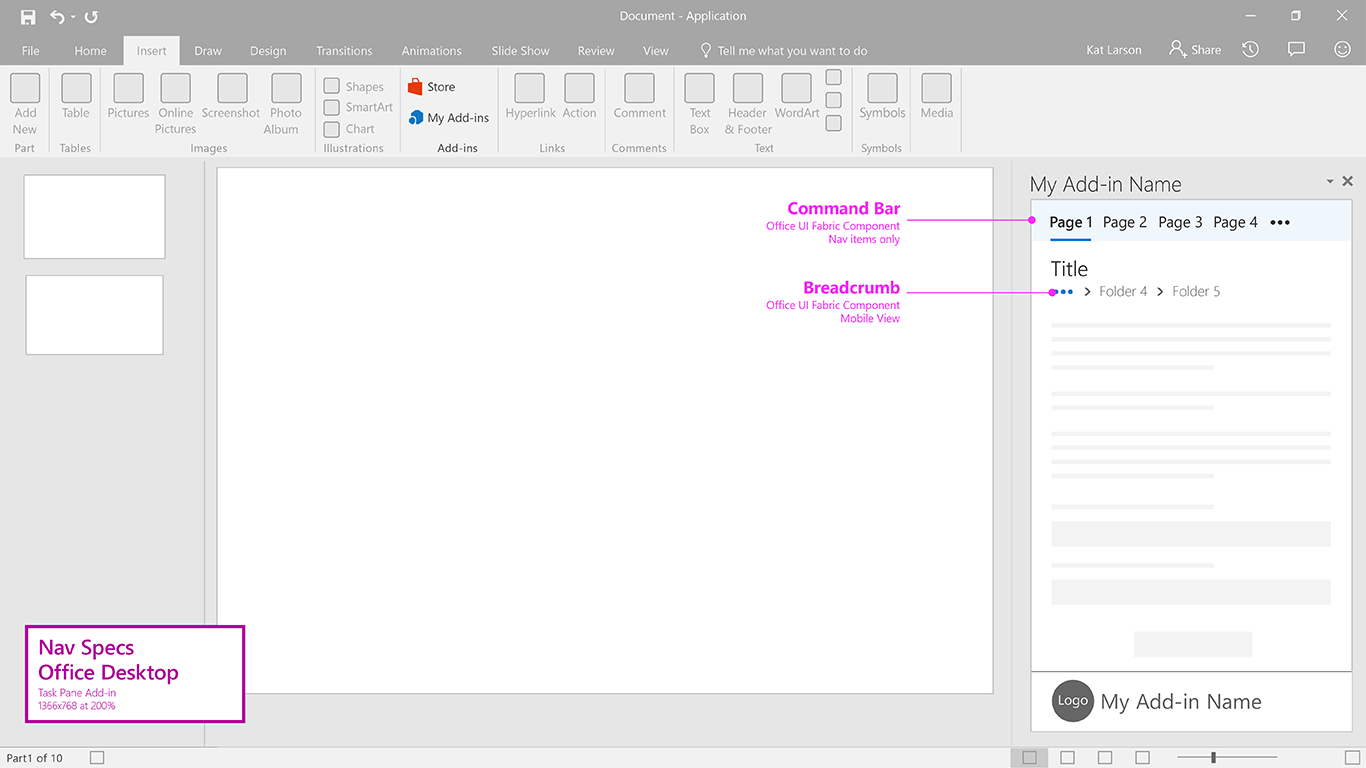 Document - Application
File Home Insert Draw Design Transitions Animations Slide Show Review View Tell me what you want to do Kat Larson Share
Add
New
Part
Table
Tables
Pictures
Online
Pictures
Screenshot
Photo
Album
Images
Shapes
SmartArt
Chart
Illustrations
Store
My Add-ins
Add-ins
Hyperlink
Action
Links
Comment
Comments
Text
Box
Header
& Footer
WordArt
Text
Symbols
Symbols
Media
Command Bar
Office UI Fabric Component
Nav items only
Breadcrumb
Office UI Fabric Component
Mobile View
My Add-in Name
Page 1 Page 2 Page 3 Page 4 •••
Title
••• > Folder 4 > Folder 5
Logo
My Add-in Name
Nav Specs
Office Desktop
Task Pane Add-in
1366x768 at 200%
Part1 of 10